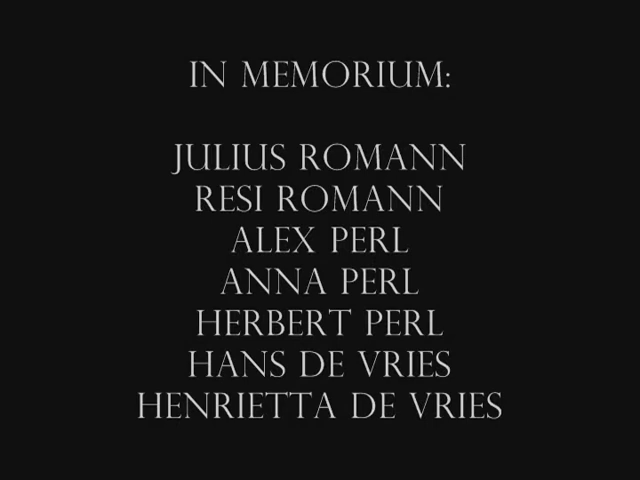 IN MEMORIUM:
JULIUS ROMANN
RESI ROMANN
ALEX PERL
ANNA PERL
HERBERT PERL
HANS DE VRIES
HENRIETTA DE VRIES